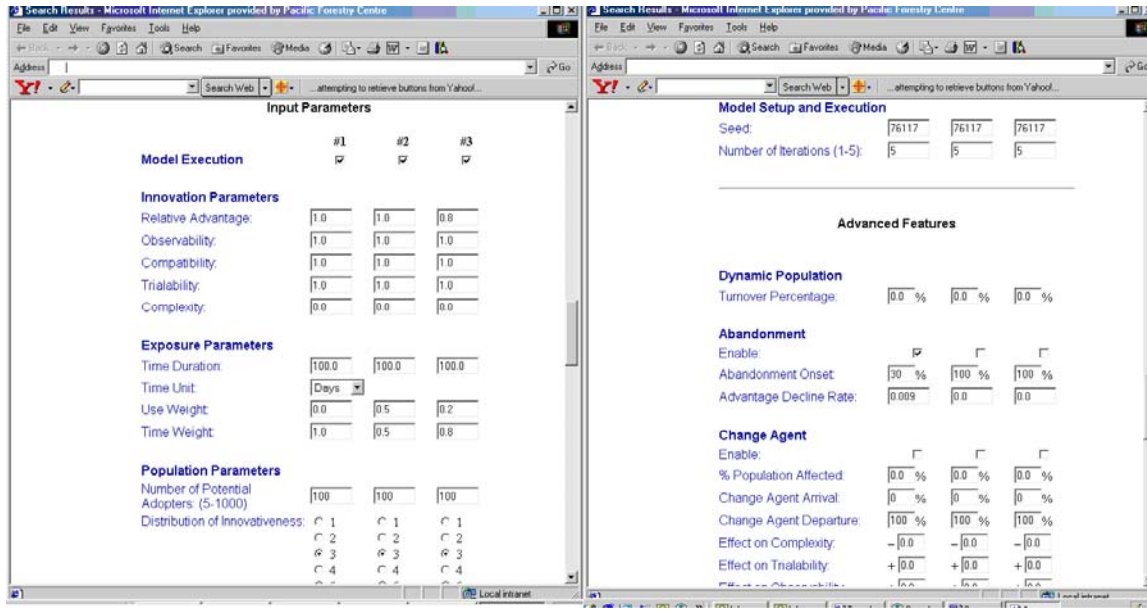 Search Results - Microsoft Internet Explorer provided by Pacific Forestry Centre
File Edit View Favorites Tools Help
Back Search Favorites Media
Address Go
Y! Search Web ...attempting to retrieve buttons from Yahoo!...
Input Parameters
#1 #2 #3
Model Execution
Innovation Parameters
Relative Advantage: 1.0 1.0 0.8
Observability: 1.0 1.0 1.0
Compatibility: 1.0 1.0 1.0
Trialability: 1.0 1.0 1.0
Complexity: 0.0 0.0 0.0
Exposure Parameters
Time Duration: 100.0 100.0 100.0
Time Unit: Days
Use Weight: 0.0 0.5 0.2
Time Weight: 1.0 0.5 0.8
Population Parameters
Number of Potential
Adopters: (5-1000) 100 100 100
Distribution of Innovativeness: 1 1 1
2 2 2
3 3 3
4 4 4
Local intranet
Search Results - Microsoft Internet Explorer provided by Pacific Forestry Centre
File Edit View Favorites Tools Help
Back Search Favorites Media
Address Go
Y! Search Web ...attempting to retrieve buttons from Yahoo!...
Model Setup and Execution
Seed: 76117 76117 76117
Number of Iterations (1-5): 5 5 5
Advanced Features
Dynamic Population
Turnover Percentage: 0.0 % 0.0 % 0.0 %
Abandonment
Enable:
Abandonment Onset: 30 % 100 % 100 %
Advantage Decline Rate: 0.009 0.0 0.0
Change Agent
Enable:
% Population Affected: 0.0 % 0.0 % 0.0 %
Change Agent Arrival: 0 % 0 % 0 %
Change Agent Departure: 100 % 100 % 100 %
Effect on Complexity: - 0.0 - 0.0 - 0.0
Effect on Trialability: + 0.0 + 0.0 + 0.0
Effect on Observability:
Local intranet